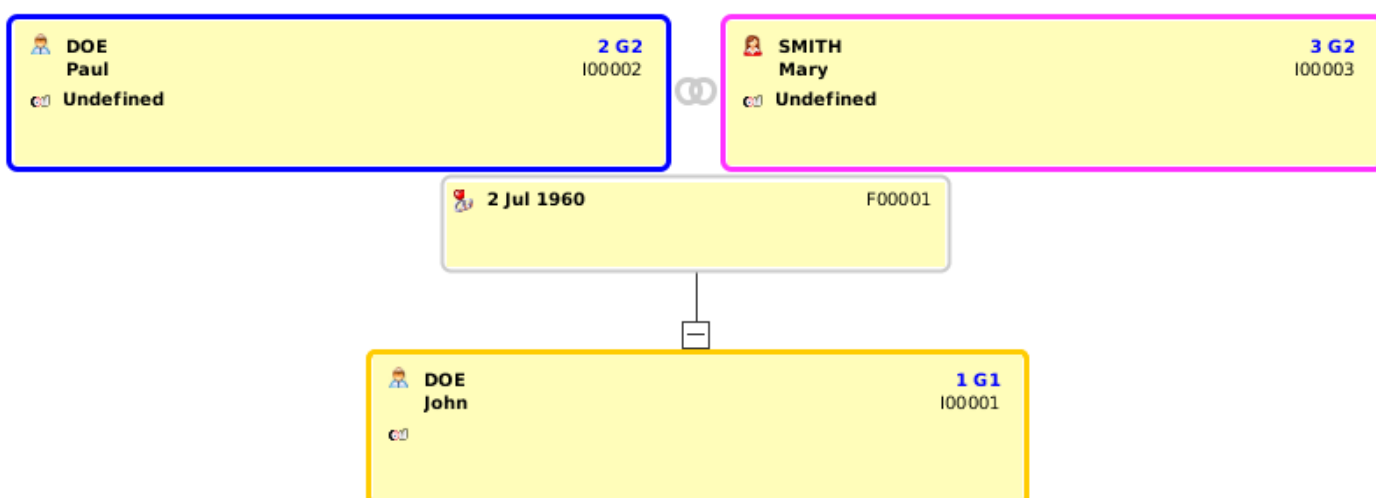 DOE 2 G2
Paul I00002
Undefined
SMITH 3 G2
Mary I00003
Undefined
2 Jul 1960 F00001
DOE 1 G1
John I00001